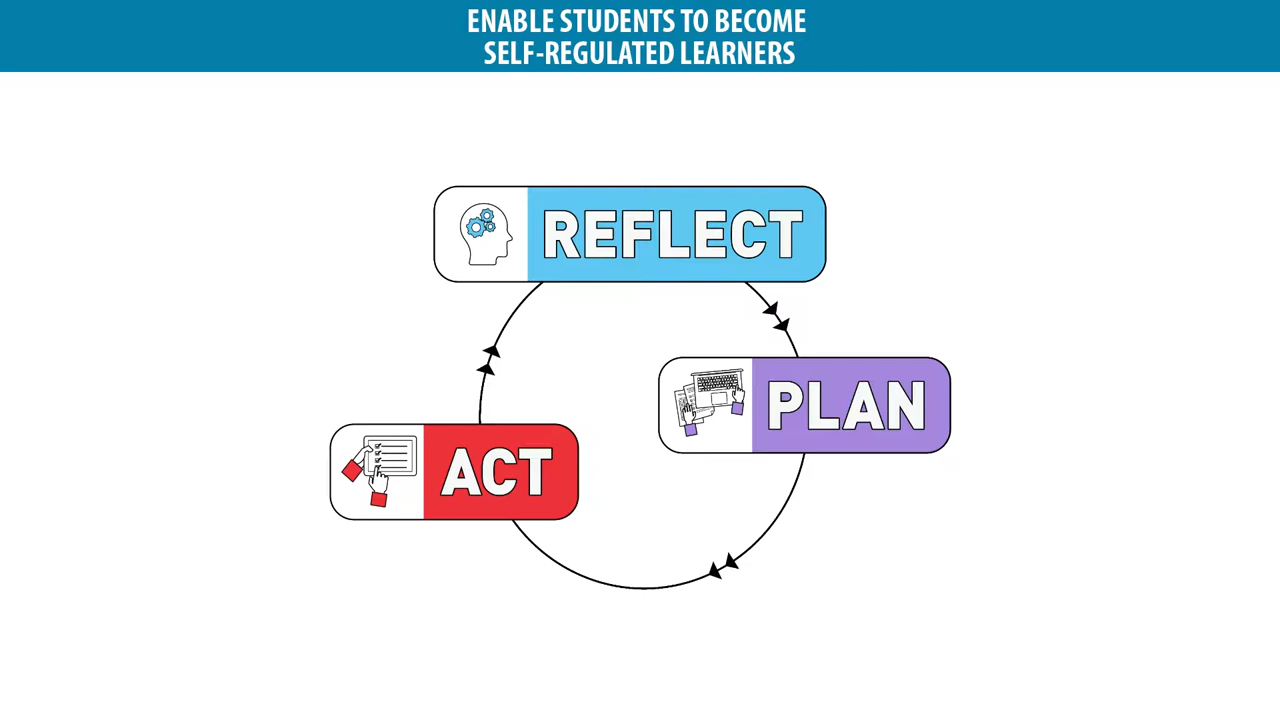 ENABLE STUDENTS TO BECOME
SELF-REGULATED LEARNERS
REFLECT
PLAN
ACT